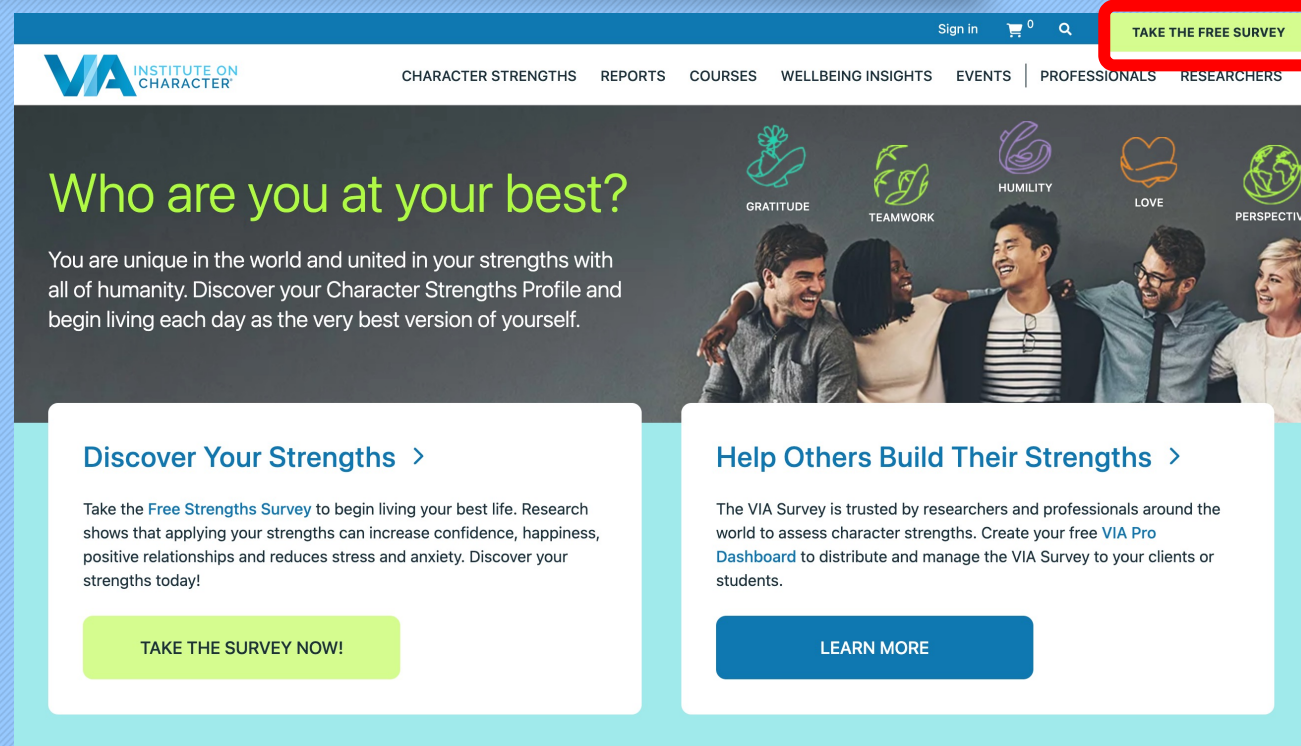 Sign in
0
TAKE THE FREE SURVEY
VIA INSTITUTE ON
CHARACTER®
CHARACTER STRENGTHS
REPORTS
COURSES
WELLBEING INSIGHTS
EVENTS
PROFESSIONALS
RESEARCHERS
Who are you at your best?
You are unique in the world and united in your strengths with
all of humanity. Discover your Character Strengths Profile and
begin living each day as the very best version of yourself.
GRATITUDE
TEAMWORK
HUMILITY
LOVE
PERSPECTIV
Discover Your Strengths >
Take the Free Strengths Survey to begin living your best life. Research
shows that applying your strengths can increase confidence, happiness,
positive relationships and reduces stress and anxiety. Discover your
strengths today!
TAKE THE SURVEY NOW!
Help Others Build Their Strengths >
The VIA Survey is trusted by researchers and professionals around the
world to assess character strengths. Create your free VIA Pro
Dashboard to distribute and manage the VIA Survey to your clients or
students.
LEARN MORE